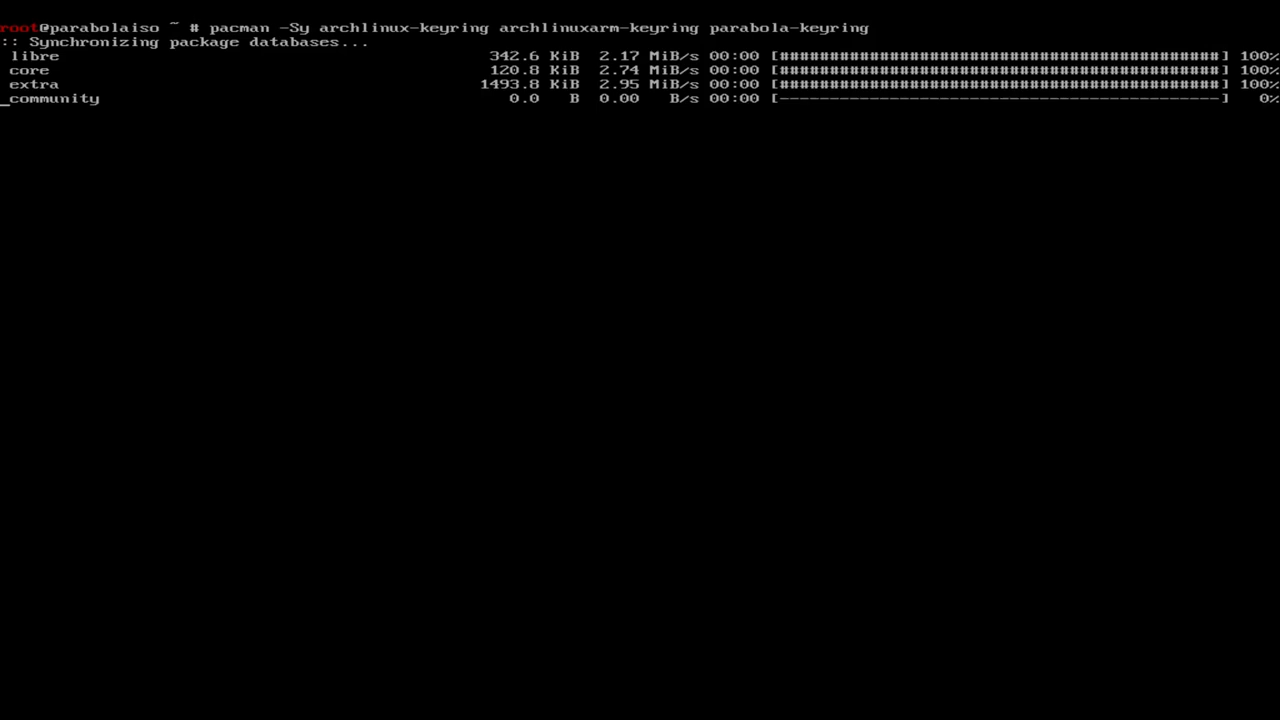 root@parabolaiso ~ # pacman -Sy archlinux-keyring archlinuxarm-keyring parabola-keyring
:: Synchronizing package databases...
libre 342.6 KiB 2.17 MiB/s 00:00 [############################################] 100%
core 120.8 KiB 2.74 MiB/s 00:00 [############################################] 100%
extra 1493.8 KiB 2.95 MiB/s 00:00 [############################################] 100%
_community 0.0 B 0.00 B/s 00:00 [--------------------------------------------] 0%